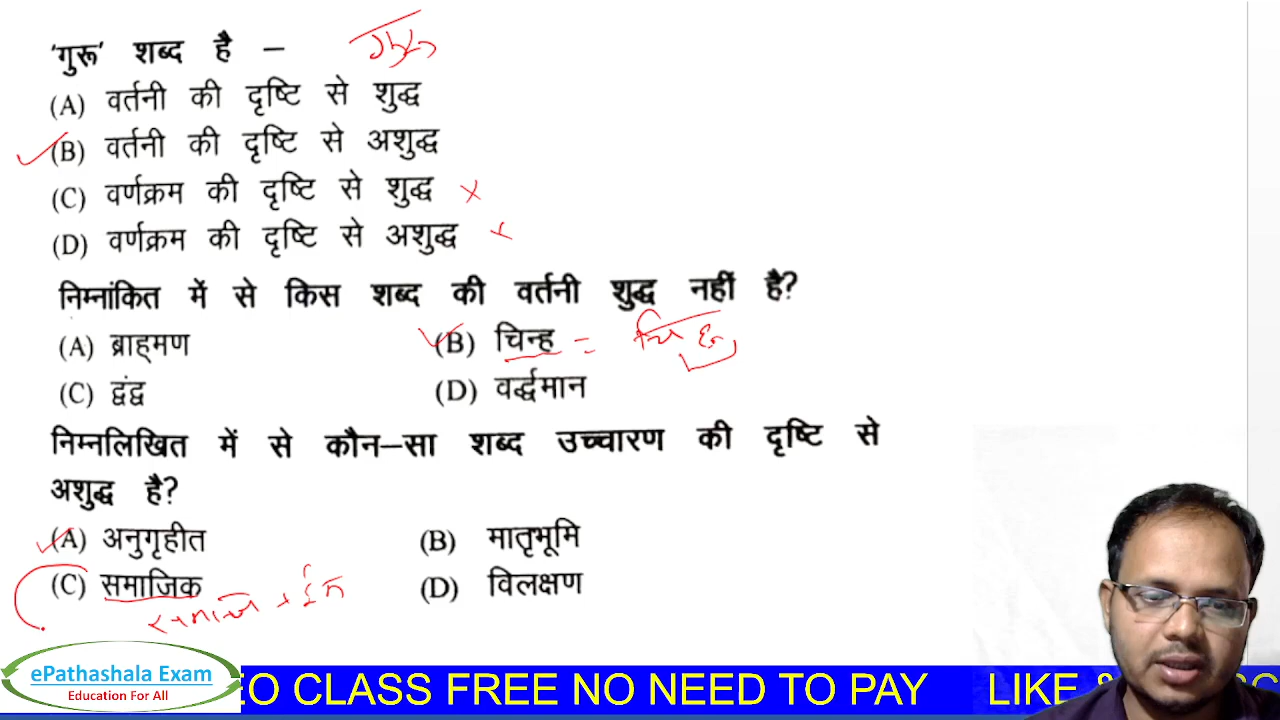 'गुरू' शब्द है –
(A) वर्तनी की दृष्टि से शुद्ध
(B) वर्तनी की दृष्टि से अशुद्ध
(C) वर्णक्रम की दृष्टि से शुद्ध
(D) वर्णक्रम की दृष्टि से अशुद्ध
निम्नांकित में से किस शब्द की वर्तनी शुद्ध नहीं है?
(A) ब्राह्मण (B) चिन्ह =
(C) द्वंद्व (D) वर्द्धमान
निम्नलिखित में से कौन–सा शब्द उच्चारण की दृष्टि से
अशुद्ध है?
(A) अनुगृहीत (B) मातृभूमि
(C) समाजिक (D) विलक्षण
ePathashala Exam
Education For All
EO CLASS FREE NO NEED TO PAY LIKE &